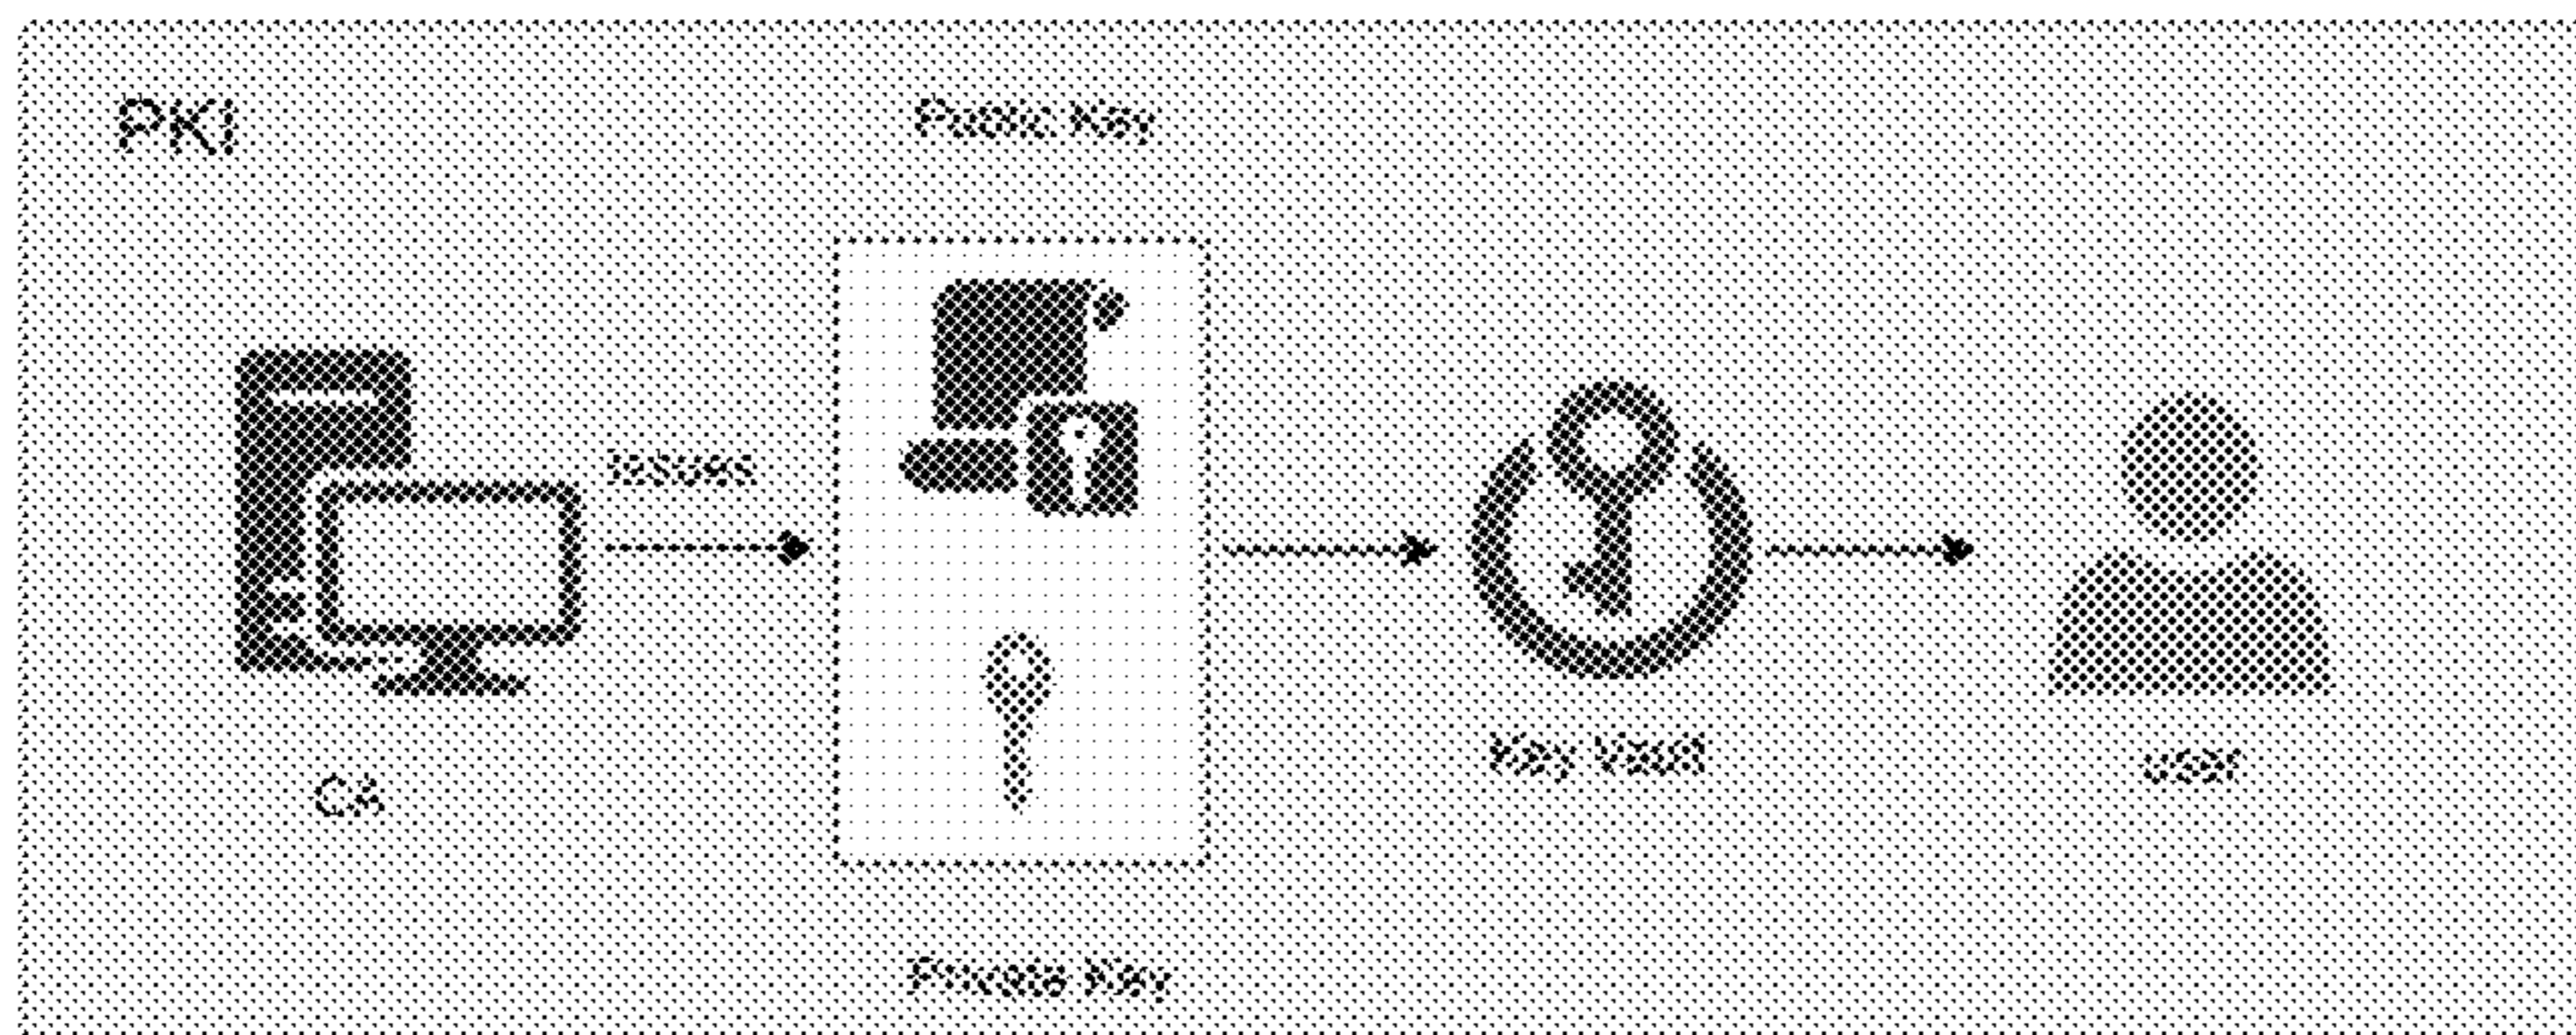 PKI
Public Key
issues
CA
Key Vault
user
Private Key